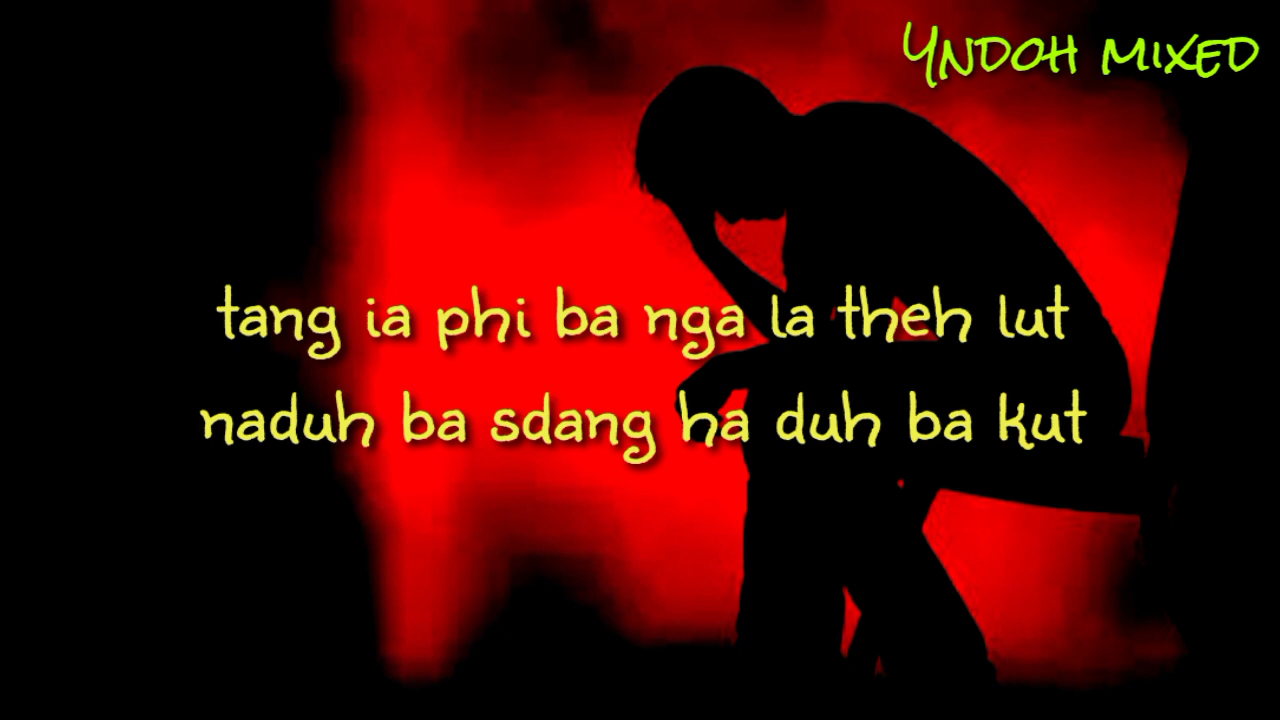 Yndoh mixed
tang ia phi ba nga la theh lut
naduh ba sdang ha duh ba kut